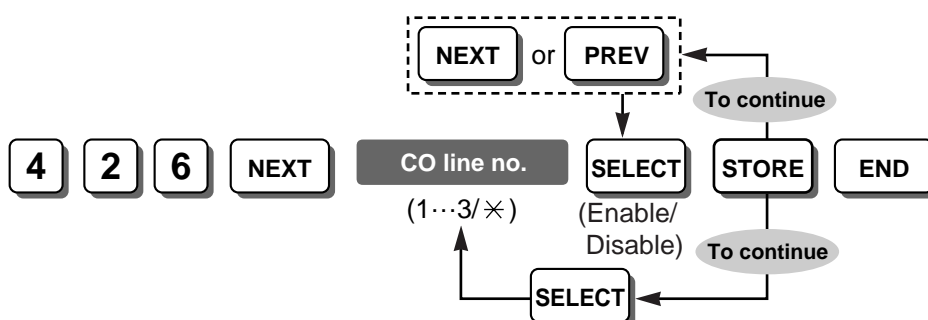 NEXT or PREV
To continue
4 2 6 NEXT CO line no. SELECT STORE END
(1···3/✳) (Enable/
Disable)
To continue
SELECT